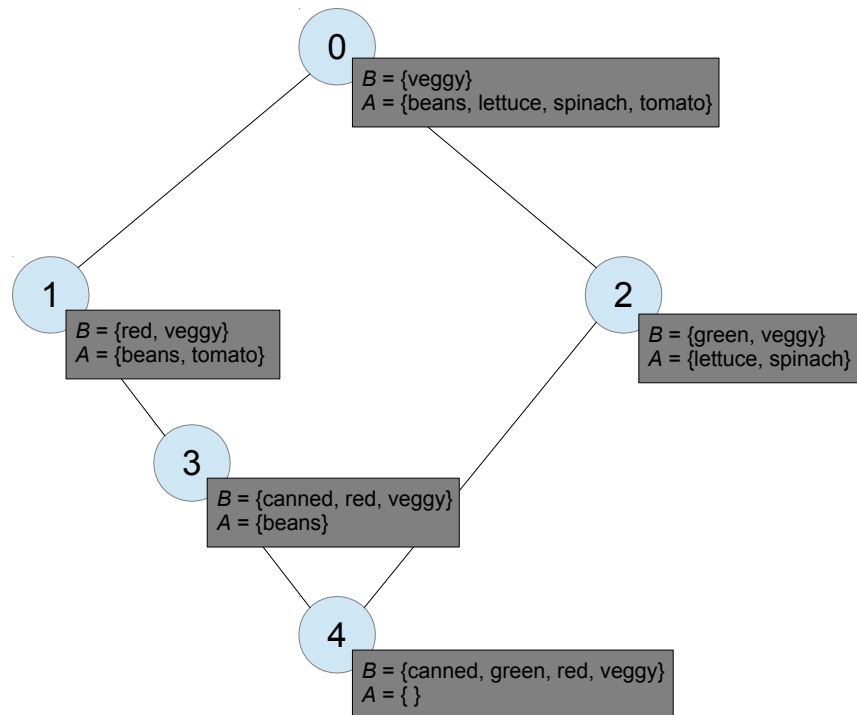 0
B = {veggy}
A = {beans, lettuce, spinach, tomato}
1
B = {red, veggy}
A = {beans, tomato}
2
B = {green, veggy}
A = {lettuce, spinach}
3
B = {canned, red, veggy}
A = {beans}
4
B = {canned, green, red, veggy}
A = { }